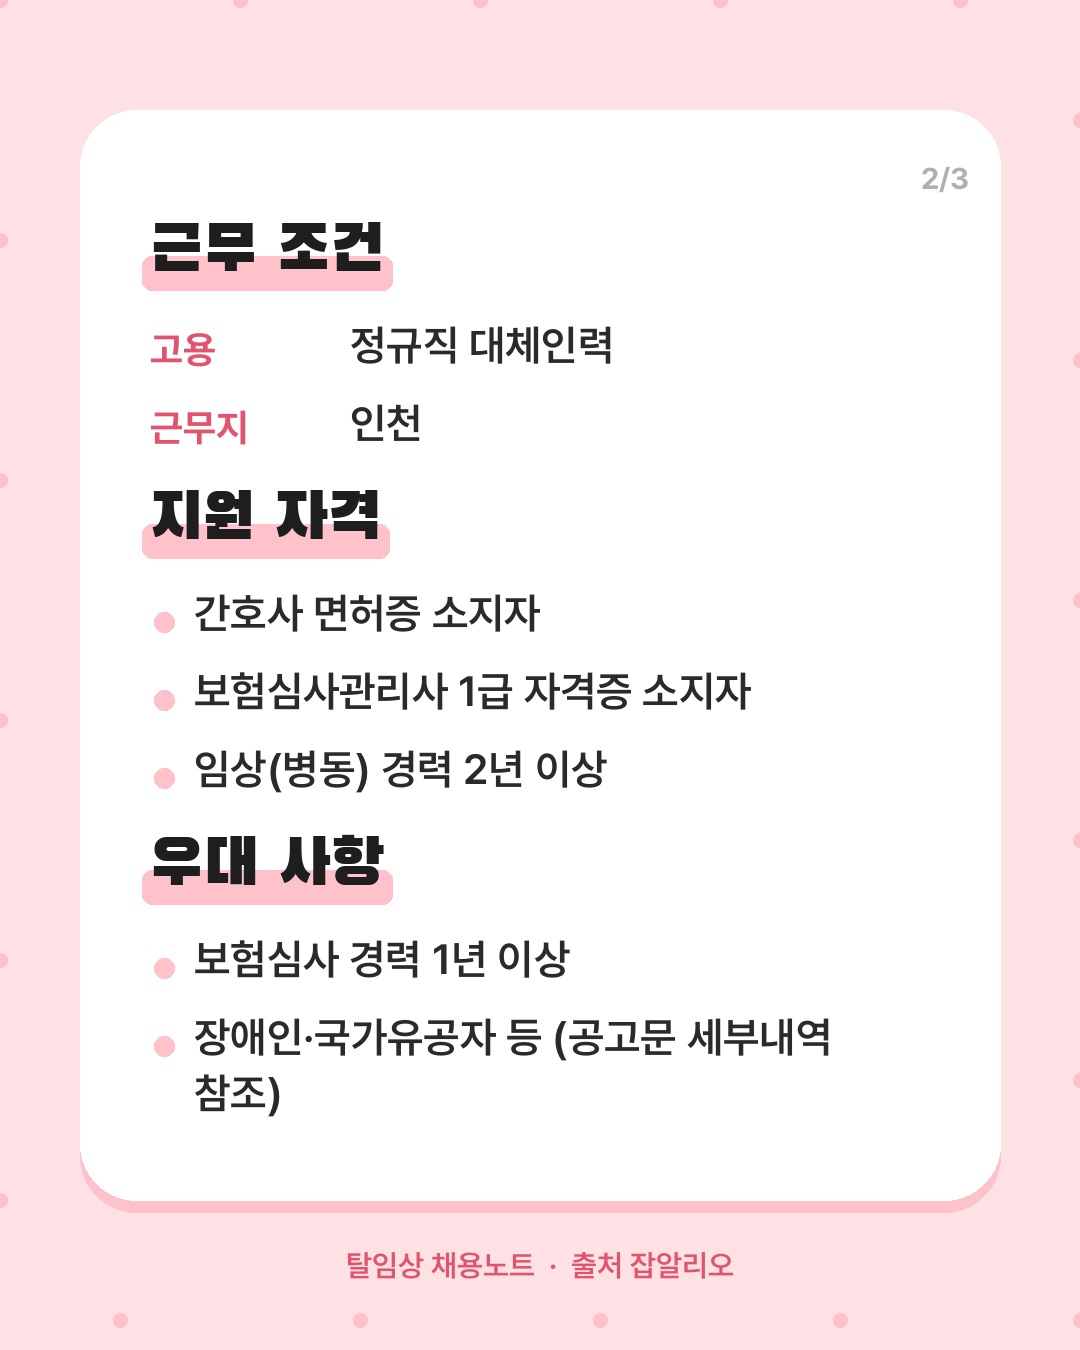 2/3
근무 조건
고용 정규직 대체인력
근무지 인천
지원 자격
간호사 면허증 소지자
보험심사관리사 1급 자격증 소지자
임상(병동) 경력 2년 이상
우대 사항
보험심사 경력 1년 이상
장애인·국가유공자 등 (공고문 세부내역
참조)
탈임상 채용노트 · 출처 잡알리오